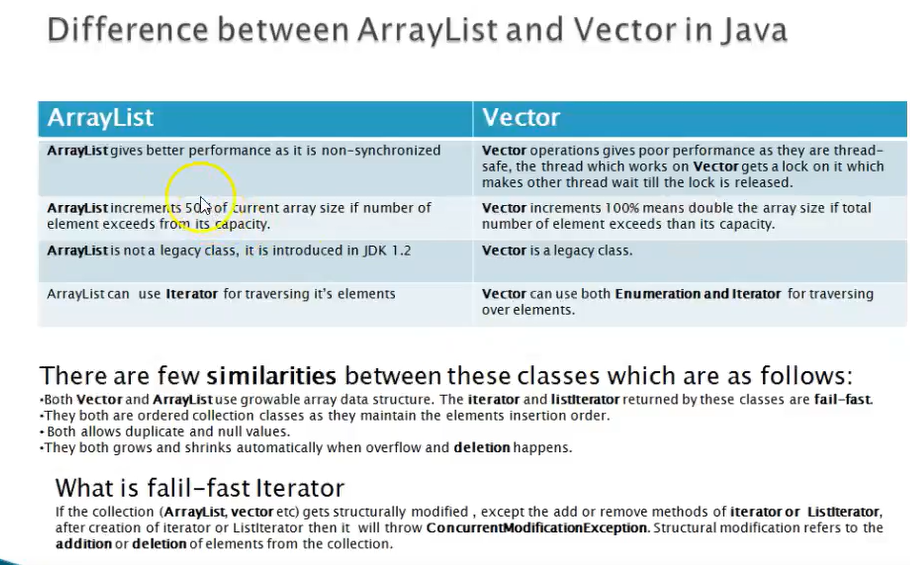 Difference between ArrayList and Vector in Java
ArrayList
Vector
ArrayList gives better performance as it is non-synchronized
Vector operations gives poor performance as they are thread-
safe, the thread which works on Vector gets a lock on it which
makes other thread wait till the lock is released.
ArrayList increments 50% of current array size if number of
element exceeds from its capacity.
Vector increments 100% means double the array size if total
number of element exceeds than its capacity.
ArrayList is not a legacy class, it is introduced in JDK 1.2
Vector is a legacy class.
ArrayList can use Iterator for traversing it's elements
Vector can use both Enumeration and Iterator for traversing
over elements.
There are few similarities between these classes which are as follows:
•Both Vector and ArrayList use growable array data structure. The iterator and listIterator returned by these classes are fail-fast.
•They both are ordered collection classes as they maintain the elements insertion order.
• Both allows duplicate and null values.
•They both grows and shrinks automatically when overflow and deletion happens.
What is falil-fast Iterator
If the collection (ArrayList, vector etc) gets structurally modified , except the add or remove methods of iterator or ListIterator,
after creation of iterator or ListIterator then it will throw ConcurrentModificationException. Structural modification refers to the
addition or deletion of elements from the collection.